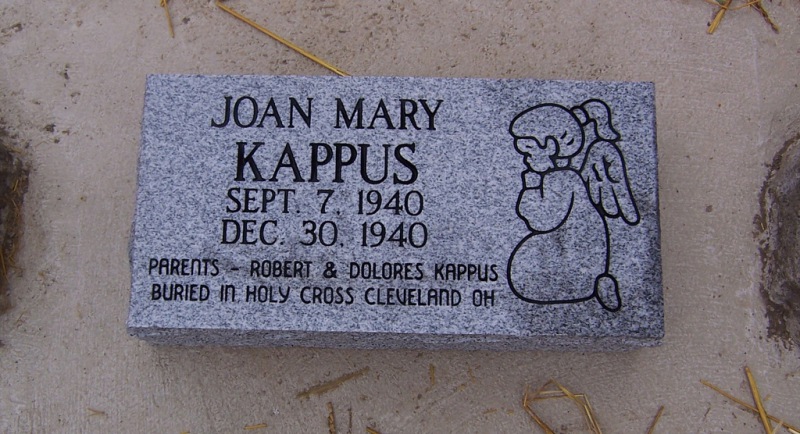 JOAN MARY
KAPPUS
SEPT. 7, 1940
DEC. 30, 1940
PARENTS - ROBERT & DOLORES KAPPUS
BURIED IN HOLY CROSS CLEVELAND OH